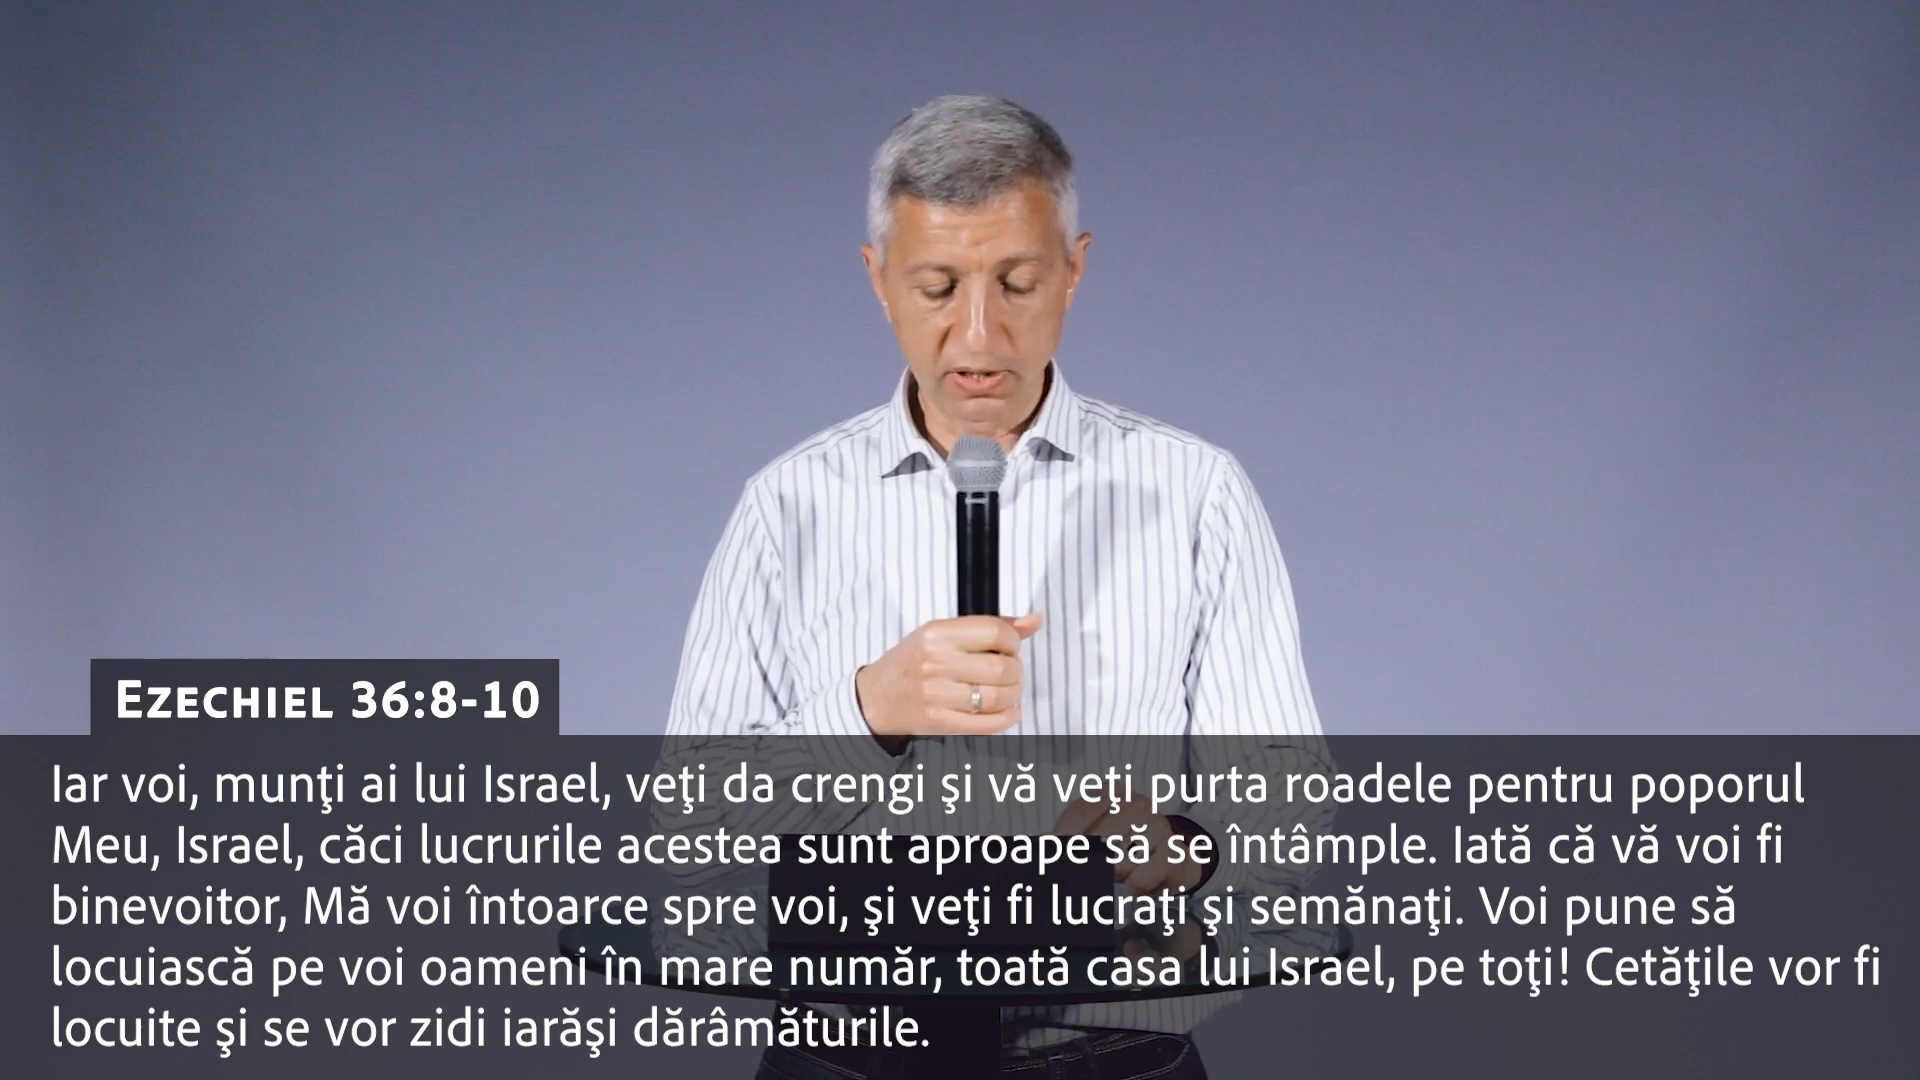 Ezechiel 36:8-10
Iar voi, munţi ai lui Israel, veţi da crengi şi vă veţi purta roadele pentru poporul
Meu, Israel, căci lucrurile acestea sunt aproape să se întâmple. Iată că vă voi fi
binevoitor, Mă voi întoarce spre voi, şi veţi fi lucraţi şi semănaţi. Voi pune să
locuiască pe voi oameni în mare număr, toată casa lui Israel, pe toţi! Cetăţile vor fi
locuite şi se vor zidi iarăşi dărâmăturile.